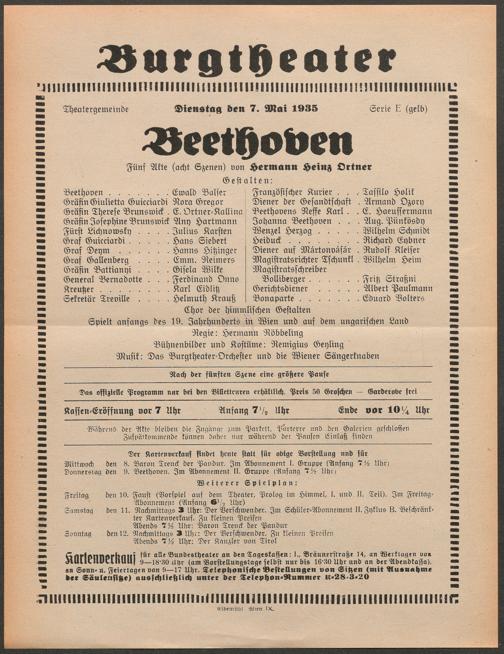 Burgtheater
Theatergemeinde Dienstag den 7. Mai 1935 Serie E (gelb)
Beethoven
Fünf Akte (acht Szenen) von Hermann Heinz Ortner
Gestalten:
Beethoven . . . . . . . Ewald Balser
Gräfin Giulietta Guicciardi Nora Gregor
Gräfin Therese Brunswick . E. Ortner-Kallina
Gräfin Josephine Brunswick Amy Hartmann
Fürst Lichnowsky . . . . Julius Karsten
Graf Guicciardi . . . . . Hans Siebert
Graf Deym . . . . . . Hanns Hitzinger
Graf Gallenberg . . . . Emm. Reimers
Gräfin Battianyi . . . . Gisela Wilke
General Bernadotte . . . Ferdinand Onno
Kreutzer . . . . . . . Karl Eidlitz
Sekretär Treville . . . . Helmuth Krauß
Französischer Kurier . . . Tassilo Holik
Diener der Gesandtschaft . Armand Ozory
Beethovens Neffe Karl . . C. Haeussermann
Johanna Beethoven . . . Aug. Pünkösdy
Wenzel Herzog . . . . Wilhelm Schmidt
Heiduck . . . . . . . Richard Eybner
Diener auf Mártonvásár . . Rudolf Kleiser
Magistratsrichter Tschuntl . Wilhelm Heim
Magistratsschreiber
Bolliberger . . . . . . Fritz Straßni
Gerichtsdiener . . . . . Albert Paulmann
Bonaparte . . . . . . Eduard Volters
Chor der himmlischen Gestalten
Spielt anfangs des 19. Jahrhunderts in Wien und auf dem ungarischen Land
Regie: Hermann Röbbeling
Bühnenbilder und Kostüme: Remigius Geyling
Musik: Das Burgtheater-Orchester und die Wiener Sängerknaben
Nach der fünften Szene eine größere Pause
Das offizielle Programm nur bei den Billetteuren erhältlich. Preis 50 Groschen — Garderobe frei
Kassen-Eröffnung vor 7 Uhr Anfang 7½ Uhr Ende vor 10¼ Uhr
Während der Akte bleiben die Zugänge zum Parkett, Parterre und den Galerien geschlossen
Zuspätkommende können daher nur während der Pausen Einlaß finden
Der Kartenverkauf findet heute statt für obige Vorstellung und für
Mittwoch den 8. Baron Trenck der Pandur. Im Abonnement I. Gruppe (Anfang 7½ Uhr)
Donnerstag den 9. Beethoven. Im Abonnement II. Gruppe (Anfang 7½ Uhr)
Weiterer Spielplan:
Freitag den 10. Faust (Vorspiel auf dem Theater, Prolog im Himmel, I. und II. Teil). Im Freitag-
Abonnement (Anfang 6½ Uhr)
Samstag den 11. Nachmittags 3 Uhr: Der Verschwender. Im Schüler-Abonnement II. Zyklus B. Beschränk-
ter Kartenverkauf. Zu kleinen Preisen
Abends 7½ Uhr: Baron Trenck der Pandur
Sonntag den 12. Nachmittags 3 Uhr: Der Verschwender. Zu kleinen Preisen
Abends 7½ Uhr: Der Kanzler von Tirol
Kartenverkauf für alle Bundestheater an den Tageskassen: I., Bräunerstraße 14, an Werktagen von
9—18:30 Uhr (am Vorstellungstage selbst nur bis 16:30 Uhr und an der Abendkassa),
an Sonn- u. Feiertagen von 9—17 Uhr. Telephonische Bestellungen von Sitzen (mit Ausnahme
der Säulensitze) ausschließlich unter der Telephon-Nummer R-28-3-20
Elbemühl Wien IX.